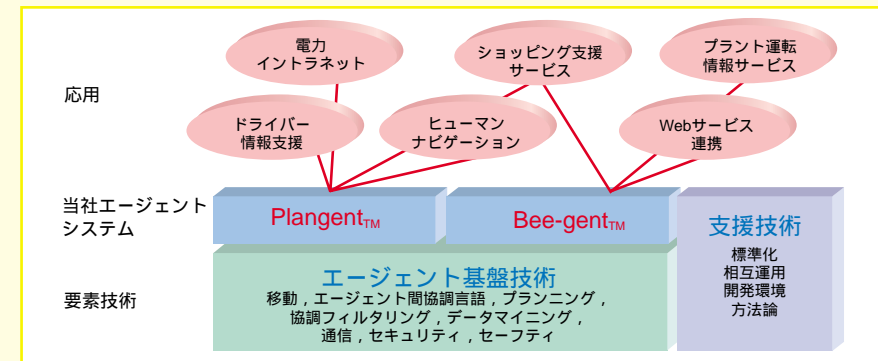 電力
イントラネット
ショッピング支援
サービス
プラント運転
情報サービス
応用
ドライバー
情報支援
ヒューマン
ナビゲーション
Webサービス
連携
当社エージェント
システム
Plangent™
Bee-gent™
支援技術
標準化
相互運用
開発環境
方法論
要素技術
エージェント基盤技術
移動，エージェント間協調言語，プランニング，
協調フィルタリング，データマイニング，
通信，セキュリティ，セーフティ